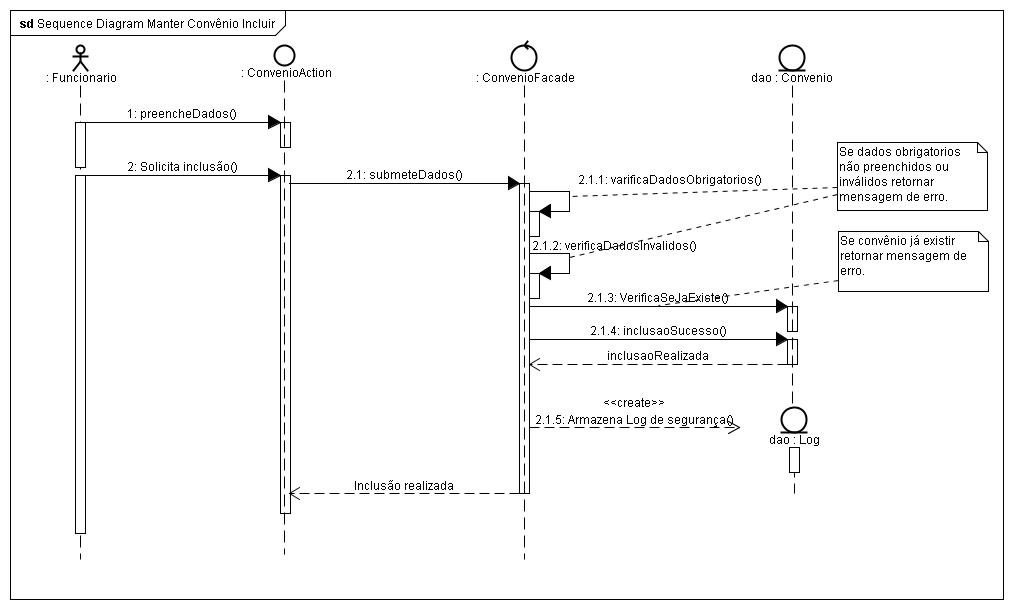 sd Sequence Diagram Manter Convênio Incluir
: Funcionario
: ConvenioAction
: ConvenioFacade
dao : Convenio
1: preencheDados()
2: Solicita inclusão()
2.1: submeteDados()
2.1.1: varificaDadosObrigatorios()
Se dados obrigatorios
não preenchidos ou
inválidos retornar
mensagem de erro.
2.1.2: verificaDadosInvalidos()
Se convênio já existir
retornar mensagem de
erro.
2.1.3: VerificaSeJaExiste()
2.1.4: inclusaoSucesso()
inclusaoRealizada
<<create>>
2.1.5: Armazena Log de segurança()
dao : Log
Inclusão realizada